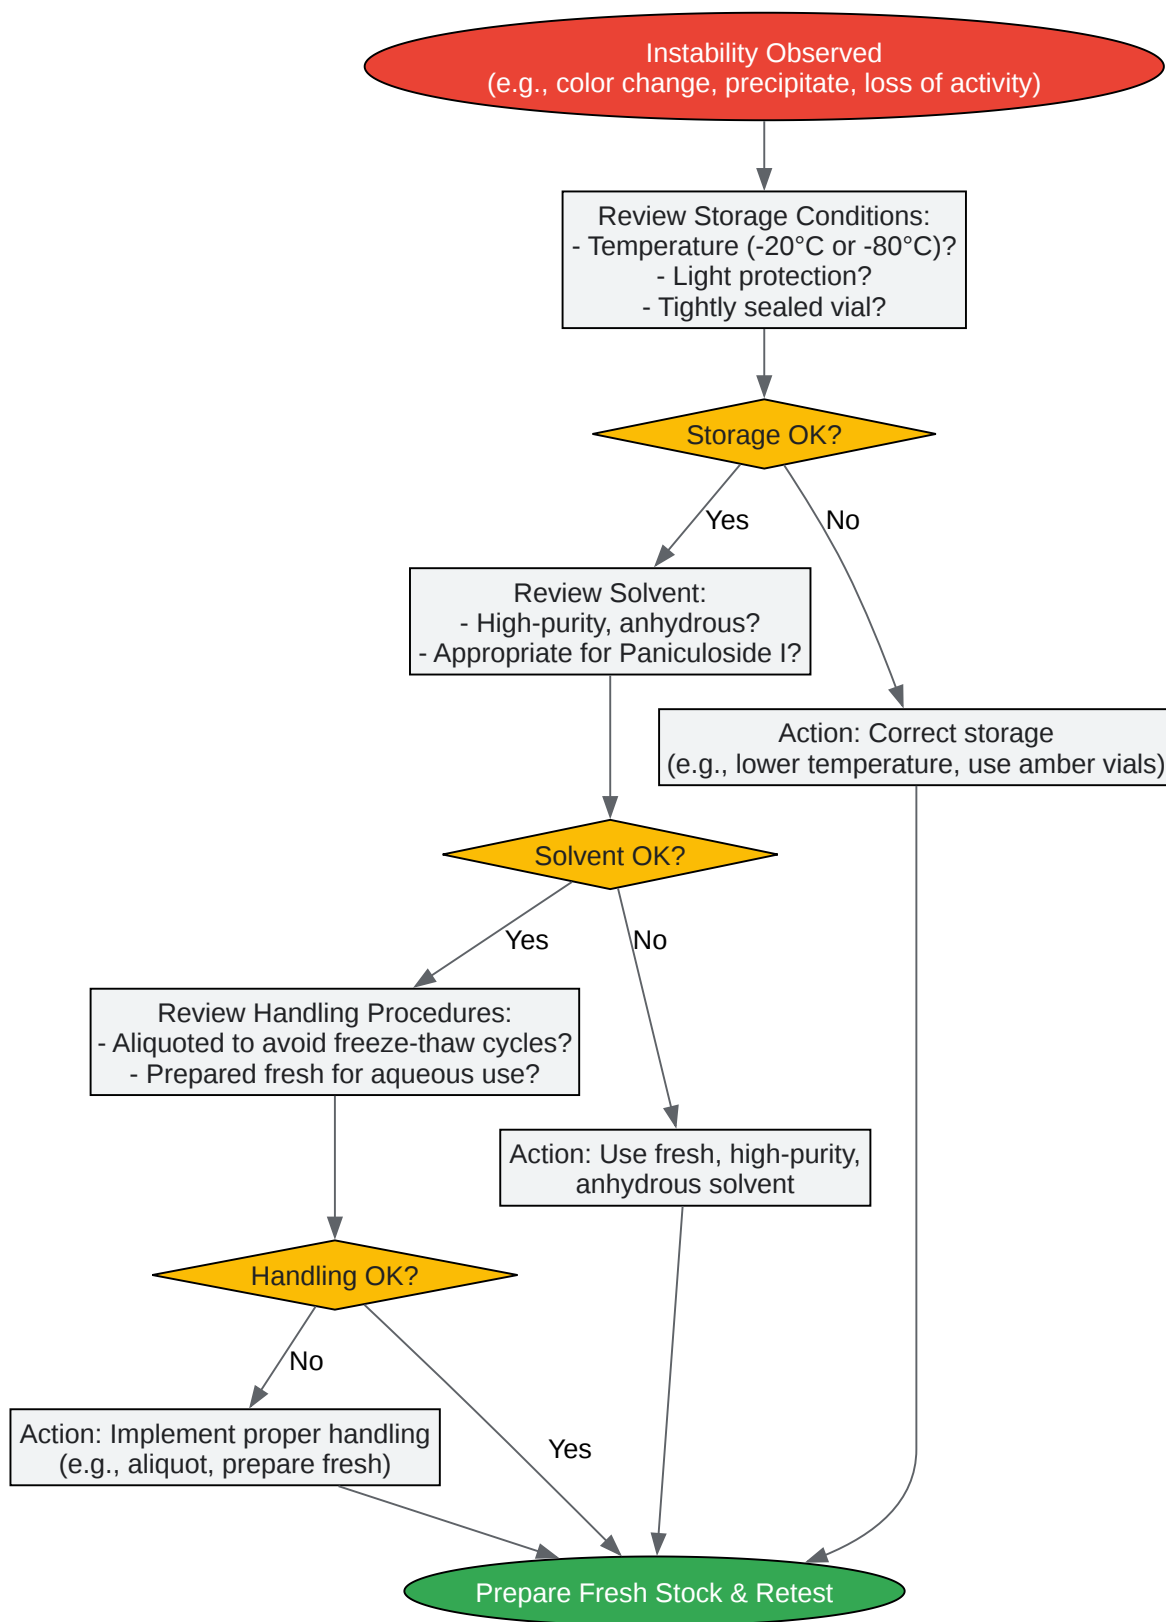 Instability Observed
(e.g., color change, precipitate, loss of activity)
Review Storage Conditions:
- Temperature (-20°C or -80°C)?
- Light protection?
- Tightly sealed vial?
Storage OK?
Yes
No
Review Solvent:
- High-purity, anhydrous?
- Appropriate for Paniculoside I?
Action: Correct storage
(e.g., lower temperature, use amber vials)
Solvent OK?
Yes
No
Review Handling Procedures:
- Aliquoted to avoid freeze-thaw cycles?
- Prepared fresh for aqueous use?
Action: Use fresh, high-purity,
anhydrous solvent
Handling OK?
No
Yes
Action: Implement proper handling
(e.g., aliquot, prepare fresh)
Prepare Fresh Stock & Retest